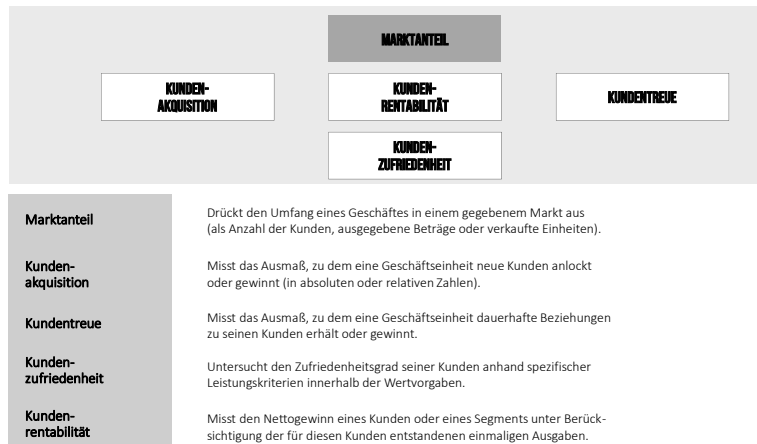 MARKTANTEIL
KUNDEN-
AKQUISITION
KUNDEN-
RENTABILITÄT
KUNDENTREUE
KUNDEN-
ZUFRIEDENHEIT
Marktanteil
Drückt den Umfang eines Geschäftes in einem gegebenem Markt aus
(als Anzahl der Kunden, ausgegebene Beträge oder verkaufte Einheiten).
Kunden-
akquisition
Misst das Ausmaß, zu dem eine Geschäftseinheit neue Kunden anlockt
oder gewinnt (in absoluten oder relativen Zahlen).
Kundentreue
Misst das Ausmaß, zu dem eine Geschäftseinheit dauerhafte Beziehungen
zu seinen Kunden erhält oder gewinnt.
Kunden-
zufriedenheit
Untersucht den Zufriedenheitsgrad seiner Kunden anhand spezifischer
Leistungskriterien innerhalb der Wertvorgaben.
Kunden-
rentabilität
Misst den Nettogewinn eines Kunden oder eines Segments unter Berück-
sichtigung der für diesen Kunden entstandenen einmaligen Ausgaben.